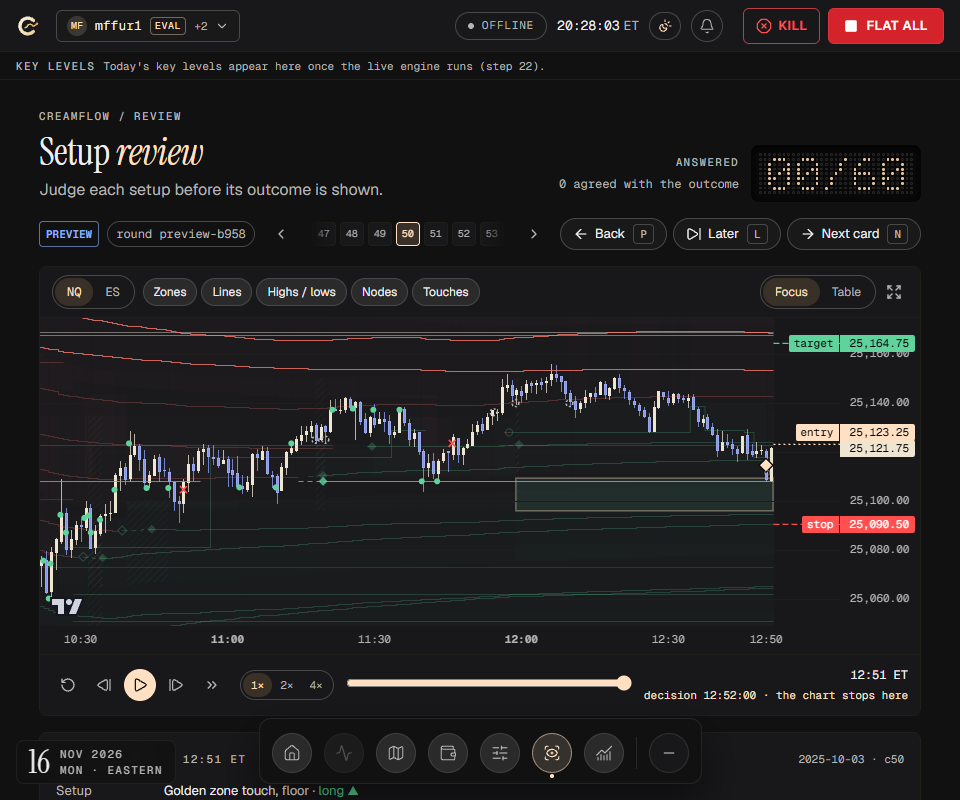 MF mffur1 EVAL +2
OFFLINE
20:28:03 ET
KILL
FLAT ALL
KEY LEVELS Today's key levels appear here once the live engine runs (step 22).
CREAMFLOW / REVIEW
Setup review
Judge each setup before its outcome is shown.
ANSWERED
0 agreed with the outcome
00/60
PREVIEW
round preview-b958
47 48 49 50 51 52 53
Back P
Later L
Next card N
NQ ES
Zones
Lines
Highs / lows
Nodes
Touches
Focus Table
target 25,164.75
25,160.00
25,140.00
entry 25,123.25
25,121.75
25,100.00
stop 25,090.50
25,080.00
25,060.00
10:30 11:00 11:30 12:00 12:30 12:50
1× 2× 4×
12:51 ET
decision 12:52:00 · the chart stops here
16 NOV 2026
MON · EASTERN
12:51 ET
2025-10-03 · c50
Setup Golden zone touch, floor · long ▲